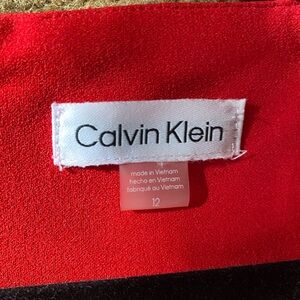 Calvin Klein
made in Vietnam
hecho en Vietnam
fabriqué au Vietnam
12